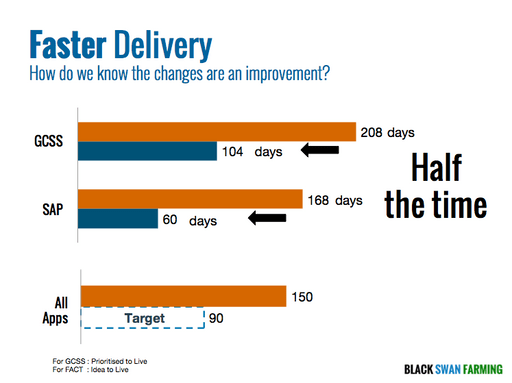 Faster Delivery
How do we know the changes are an improvement?
GCSS
208 days
104 days
Half
the time
SAP
168 days
60 days
All
Apps
150
Target
90
For GCSS : Prioritised to Live
For FACT : Idea to Live
BLACK SWAN FARMING